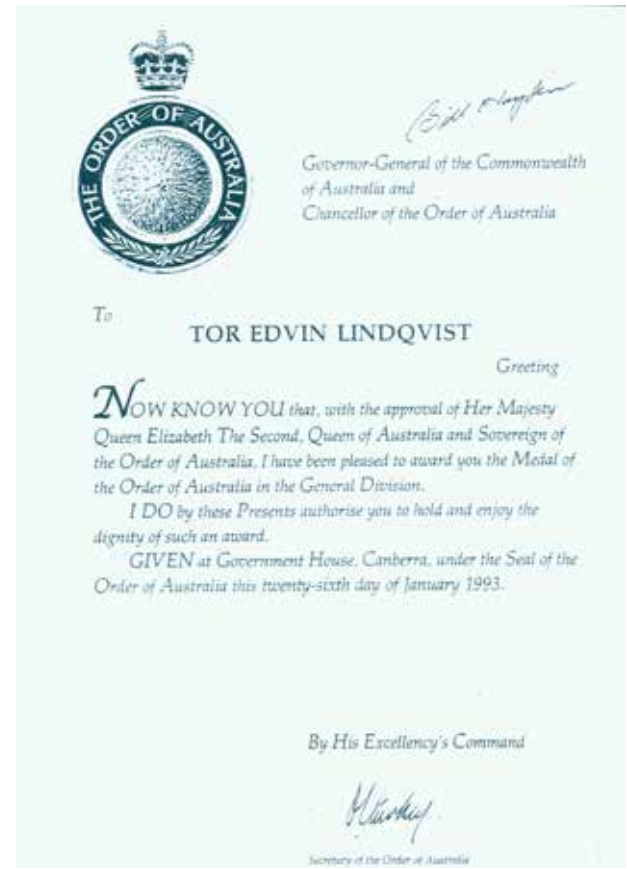 THE ORDER OF AUSTRALIA
Bill Hayden
Governor-General of the Commonwealth
of Australia and
Chancellor of the Order of Australia
To
TOR EDVIN LINDQVIST
Greeting
NOW KNOW YOU that, with the approval of Her Majesty
Queen Elizabeth The Second, Queen of Australia and Sovereign of
the Order of Australia, I have been pleased to award you the Medal of
the Order of Australia in the General Division.
I DO by these Presents authorise you to hold and enjoy the
dignity of such an award.
GIVEN at Government House, Canberra, under the Seal of the
Order of Australia this twenty-sixth day of January 1993.
By His Excellency's Command
Secretary of the Order of Australia